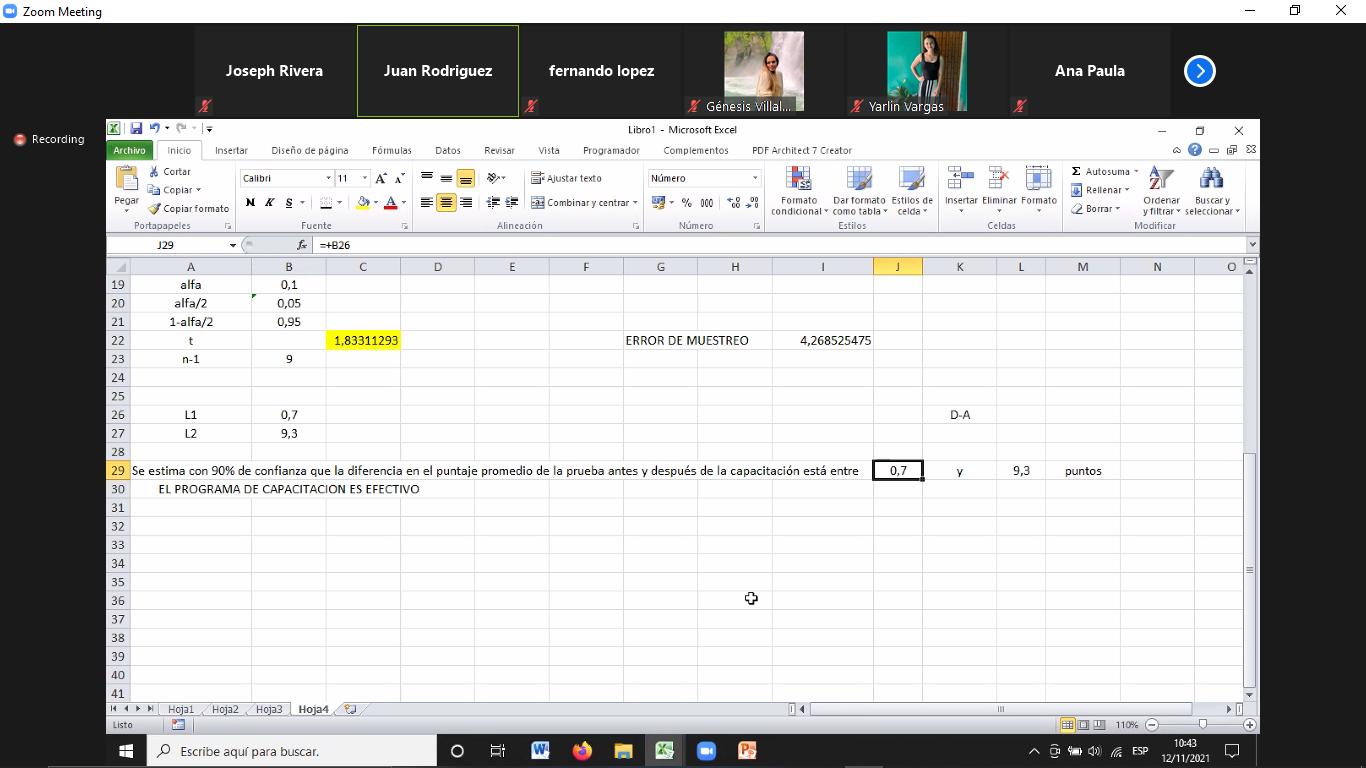 Zoom Meeting
Joseph Rivera
Juan Rodriguez
fernando lopez
Génesis Villal...
Yarlin Vargas
Ana Paula
Recording
Libro1 - Microsoft Excel
Archivo Inicio Insertar Diseño de página Fórmulas Datos Revisar Vista Programador Complementos PDF Architect 7 Creator
Pegar
Cortar
Copiar
Copiar formato
Portapapeles
Calibri 11
N K S
Fuente
Ajustar texto
Combinar y centrar
Alineación
Número
% 000
Número
Formato condicional
Dar formato como tabla
Estilos de celda
Estilos
Insertar Eliminar Formato
Celdas
Σ Autosuma
Rellenar
Borrar
Ordenar y filtrar
Buscar y seleccionar
Modificar
J29 fx =+B26
A B C D E F G H I J K L M N O
19 alfa 0,1
20 alfa/2 0,05
21 1-alfa/2 0,95
22 t 1,83311293 ERROR DE MUESTREO 4,268525475
23 n-1 9
24
25
26 L1 0,7 D-A
27 L2 9,3
28
29 Se estima con 90% de confianza que la diferencia en el puntaje promedio de la prueba antes y después de la capacitación está entre 0,7 y 9,3 puntos
30 EL PROGRAMA DE CAPACITACION ES EFECTIVO
31
32
33
34
35
36
37
38
39
40
41
Hoja1 Hoja2 Hoja3 Hoja4
Listo 110%
Escribe aquí para buscar.
ESP
10:43
12/11/2021